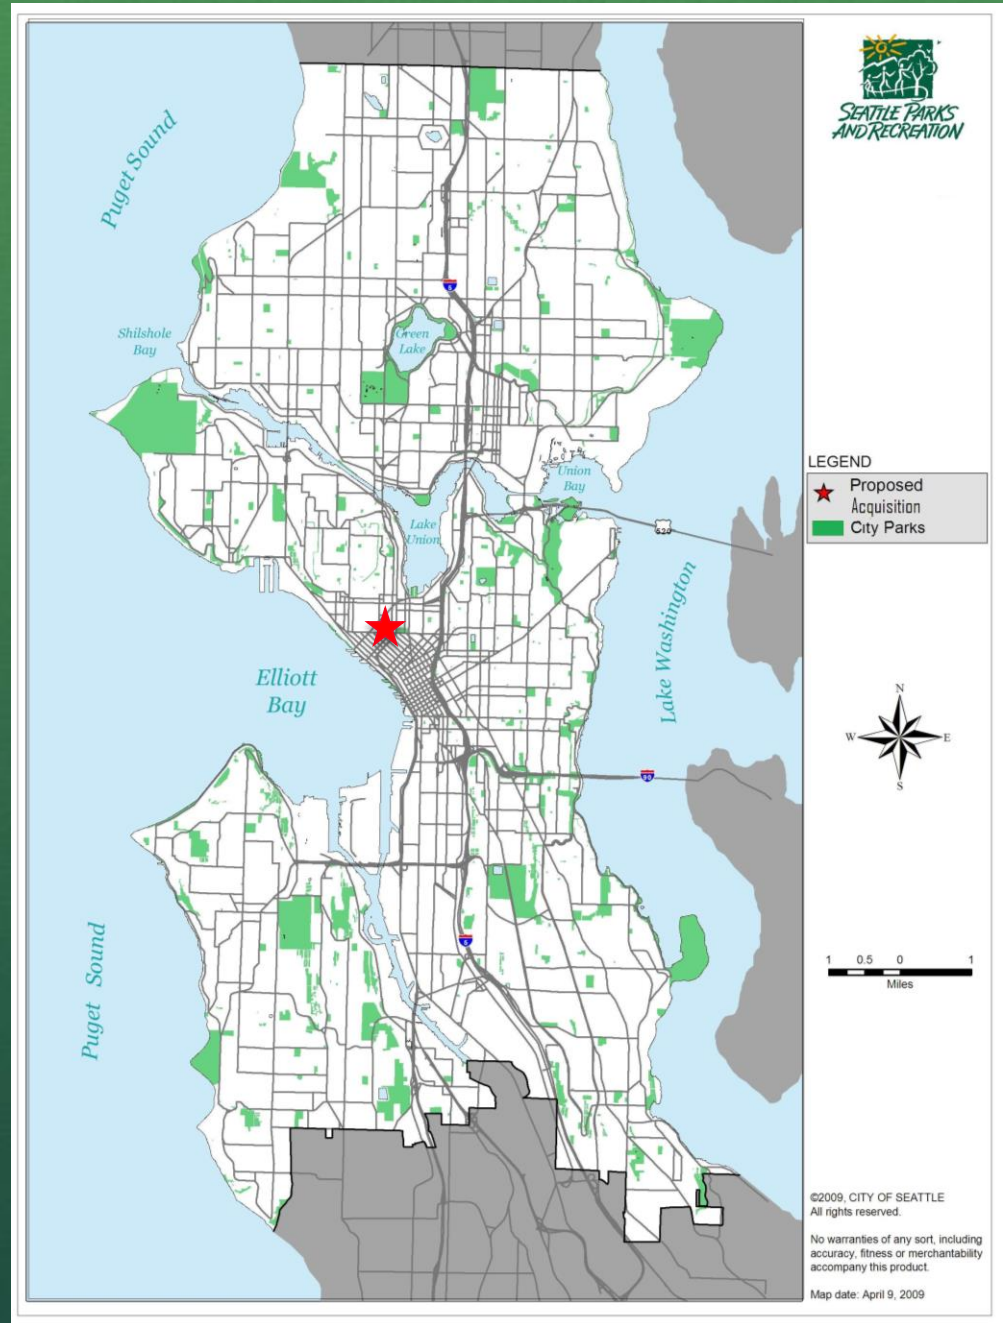 SEATTLE PARKS
AND RECREATION
Puget Sound
5
Shilshole
Bay
Green
Lake
Union
Bay
Lake
Union
520
LEGEND
Proposed
Acquisition
City Parks
Lake Washington
Elliott
Bay
N
W
E
S
90
5
Puget Sound
1 0.5 0 1
Miles
©2009, CITY OF SEATTLE
All rights reserved.
No warranties of any sort, including
accuracy, fitness or merchantability
accompany this product.
Map date: April 9, 2009